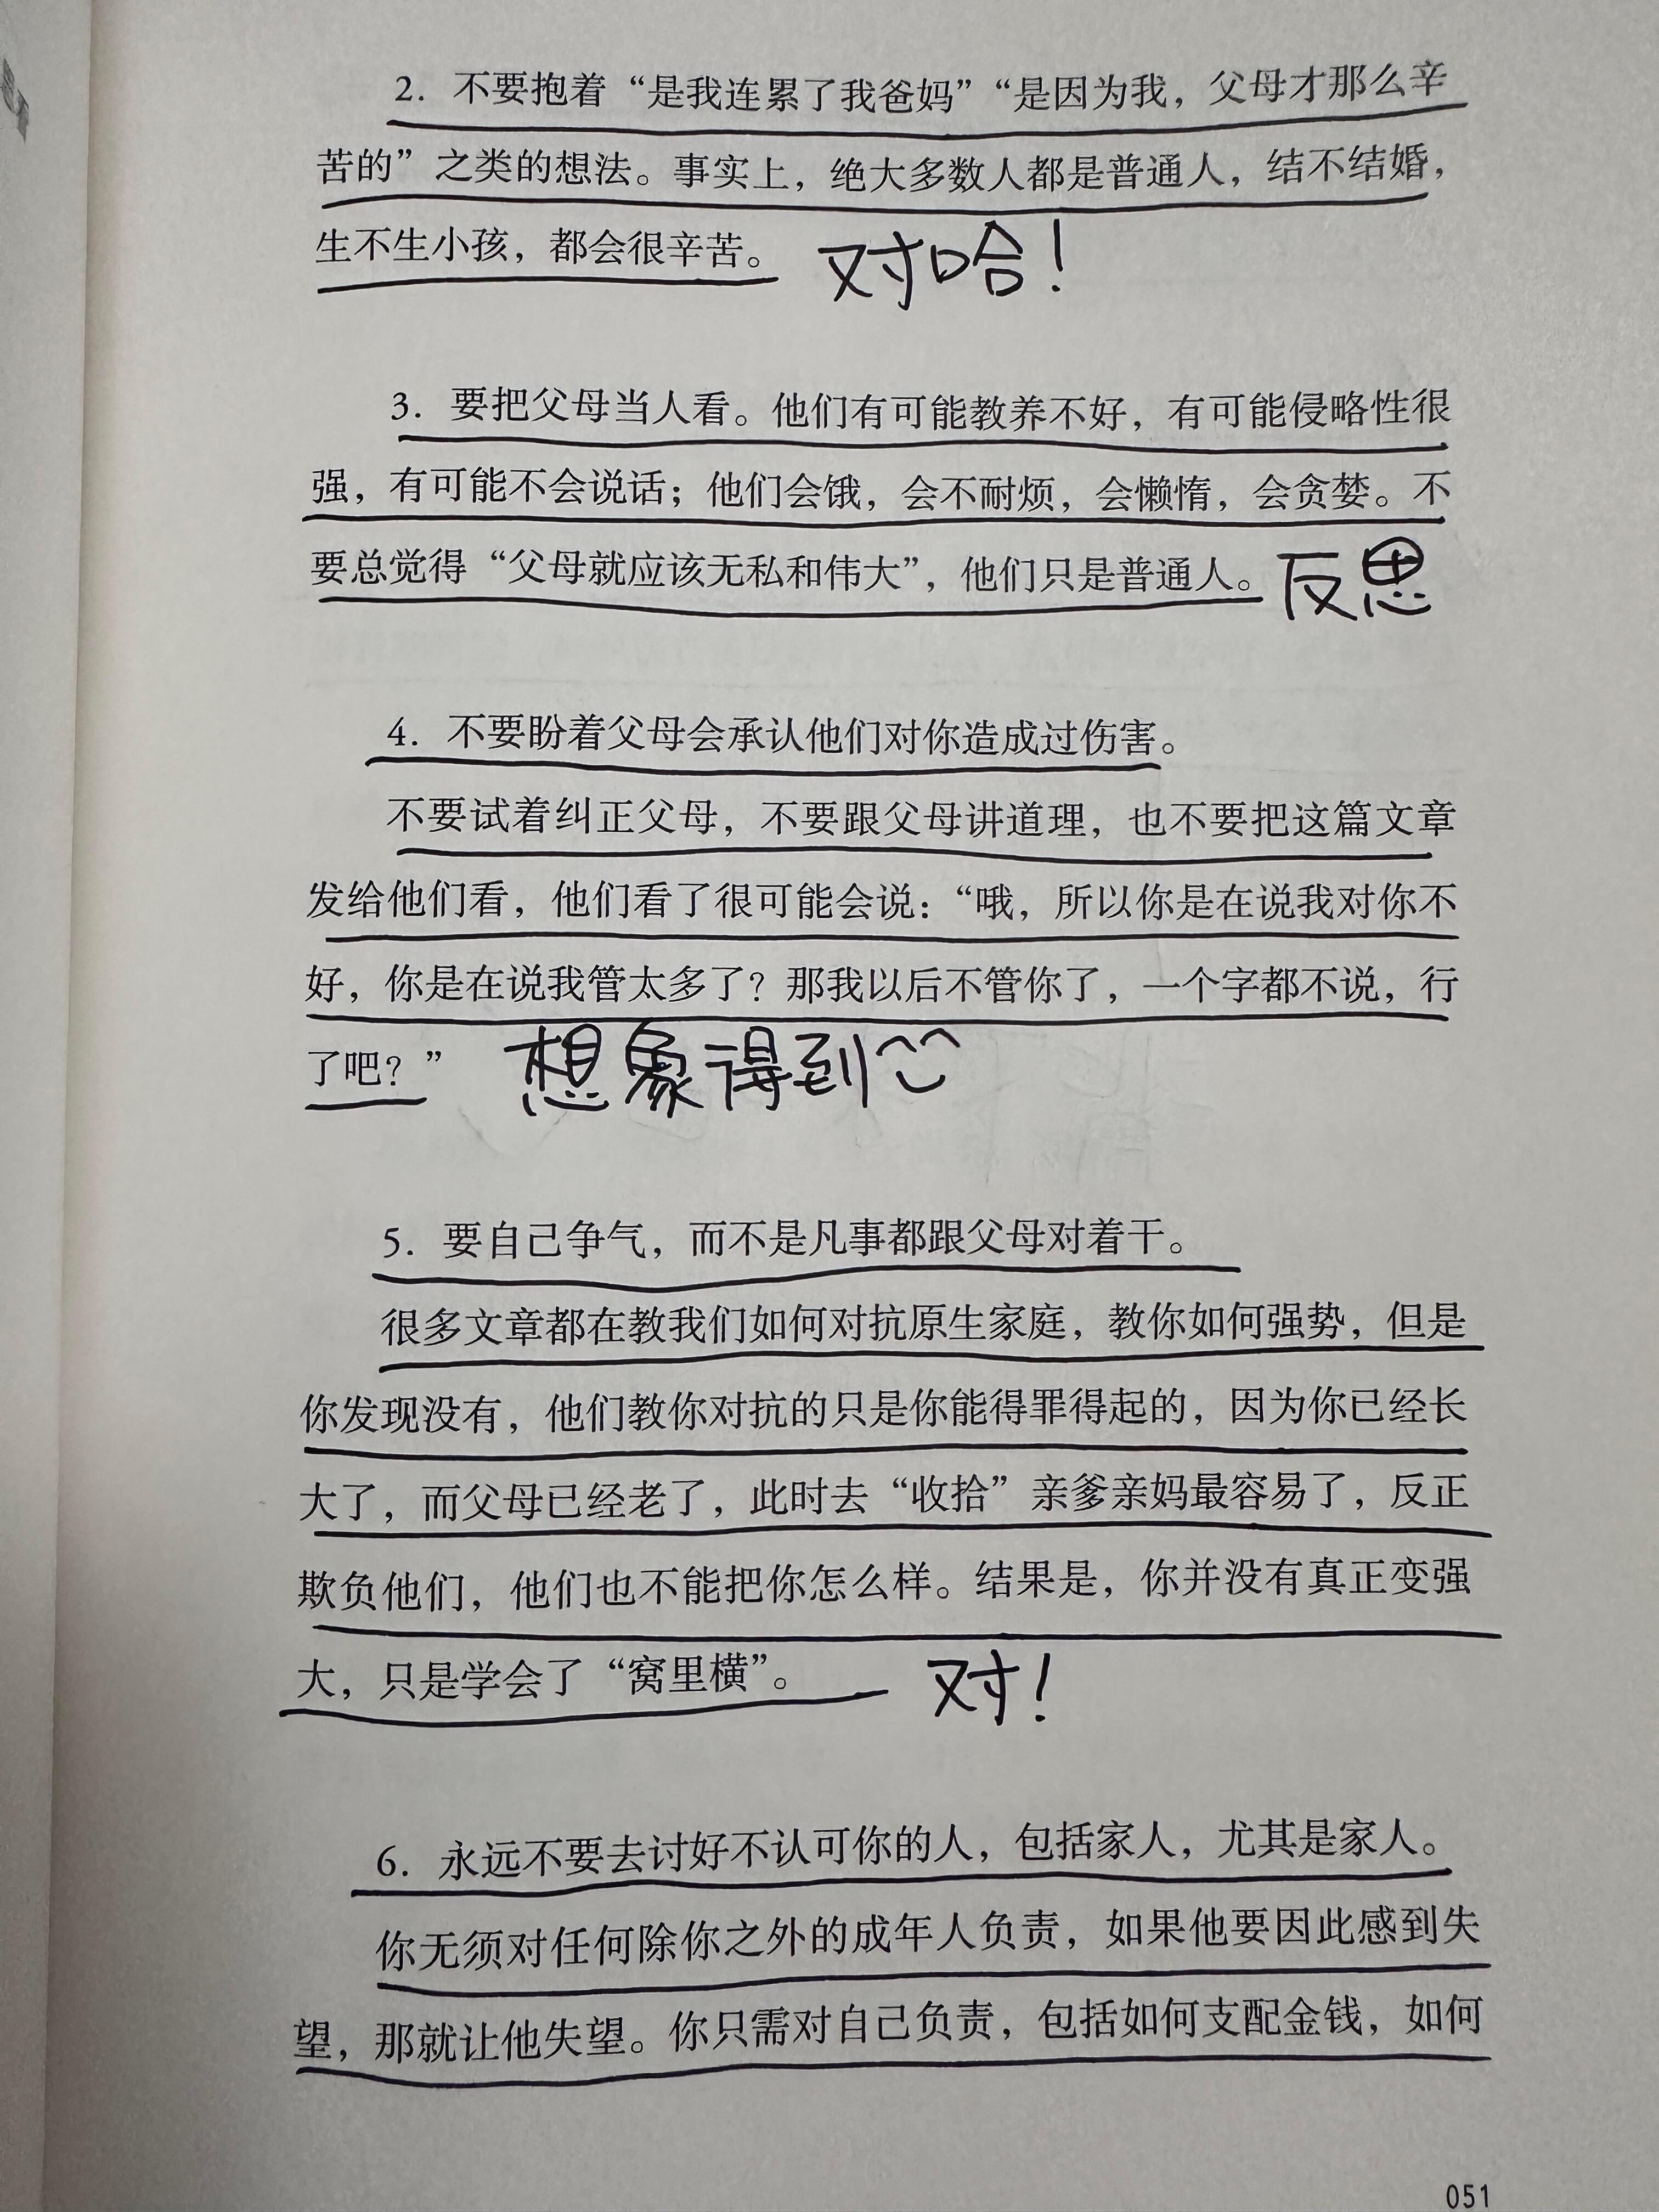 2. 不要抱着“是我连累了我爸妈”“是因为我，父母才那么辛
苦的”之类的想法。事实上，绝大多数人都是普通人，结不结婚，
生不生小孩，都会很辛苦。 对哈！
3. 要把父母当人看。他们有可能教养不好，有可能侵略性很
强，有可能不会说话；他们会饿，会不耐烦，会懒惰，会贪婪。不
要总觉得“父母就应该无私和伟大”，他们只是普通人。 反思
4. 不要盼着父母会承认他们对你造成过伤害。
不要试着纠正父母，不要跟父母讲道理，也不要把这篇文章
发给他们看，他们看了很可能会说：“哦，所以你是在说我对你不
好，你是在说我管太多了？那我以后不管你了，一个字都不说，行
了吧？” 想象得到
5. 要自己争气，而不是凡事都跟父母对着干。
很多文章都在教我们如何对抗原生家庭，教你如何强势，但是
你发现没有，他们教你对抗的只是你能得罪得起的，因为你已经长
大了，而父母已经老了，此时去“收拾”亲爹亲妈最容易了，反正
欺负他们，他们也不能把你怎么样。结果是，你并没有真正变强
大，只是学会了“窝里横”。 对！
6. 永远不要去讨好不认可你的人，包括家人，尤其是家人。
你无须对任何除你之外的成年人负责，如果他要因此感到失
望，那就让他失望。你只需对自己负责，包括如何支配金钱，如何
051